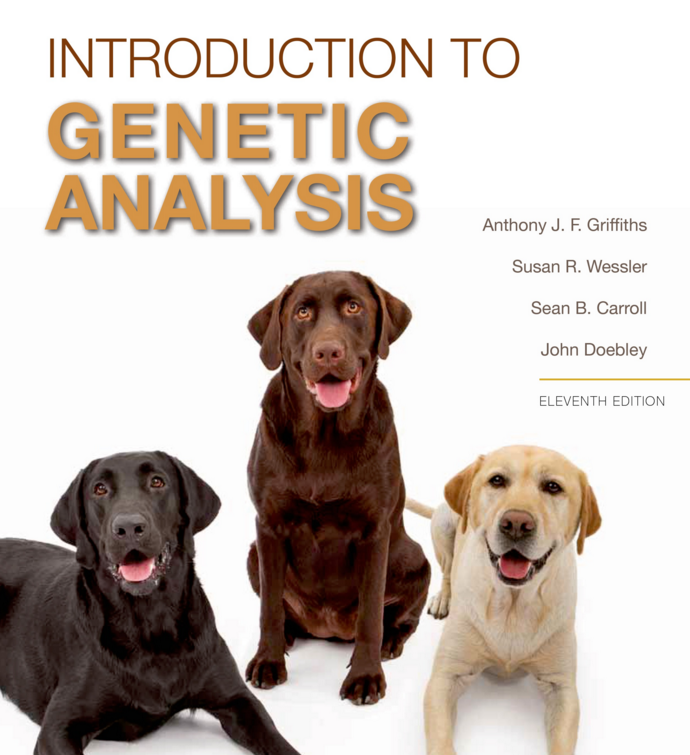 INTRODUCTION TO
GENETIC
ANALYSIS
Anthony J. F. Griffiths
Susan R. Wessler
Sean B. Carroll
John Doebley
ELEVENTH EDITION